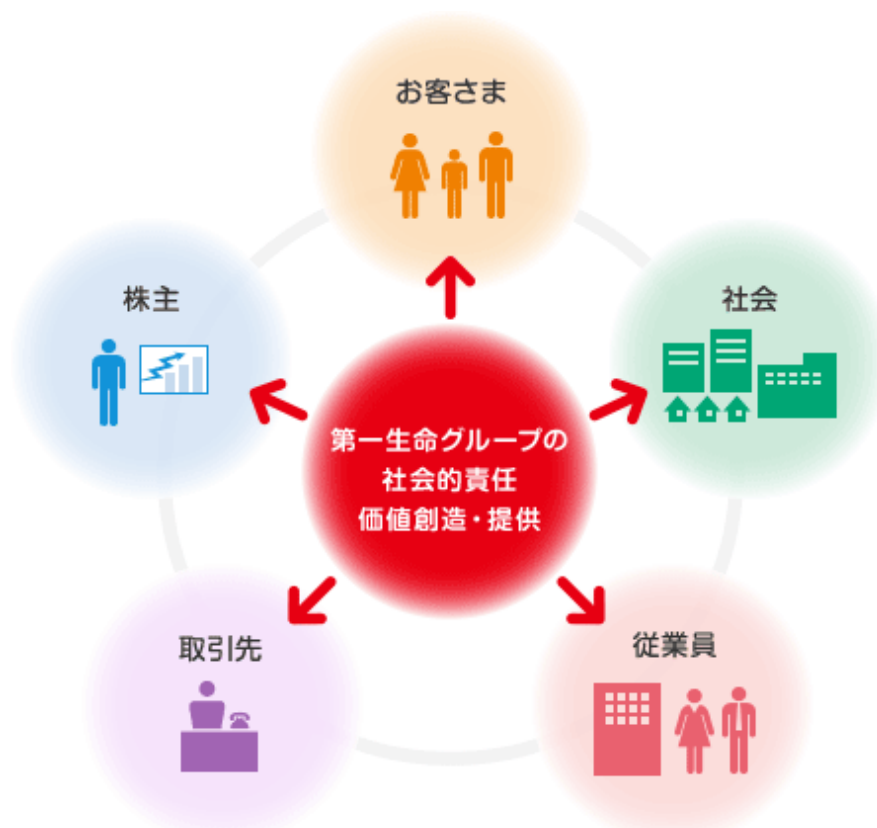 お客さま
株主
社会
第一生命グループの
社会的責任
価値創造・提供
取引先
従業員